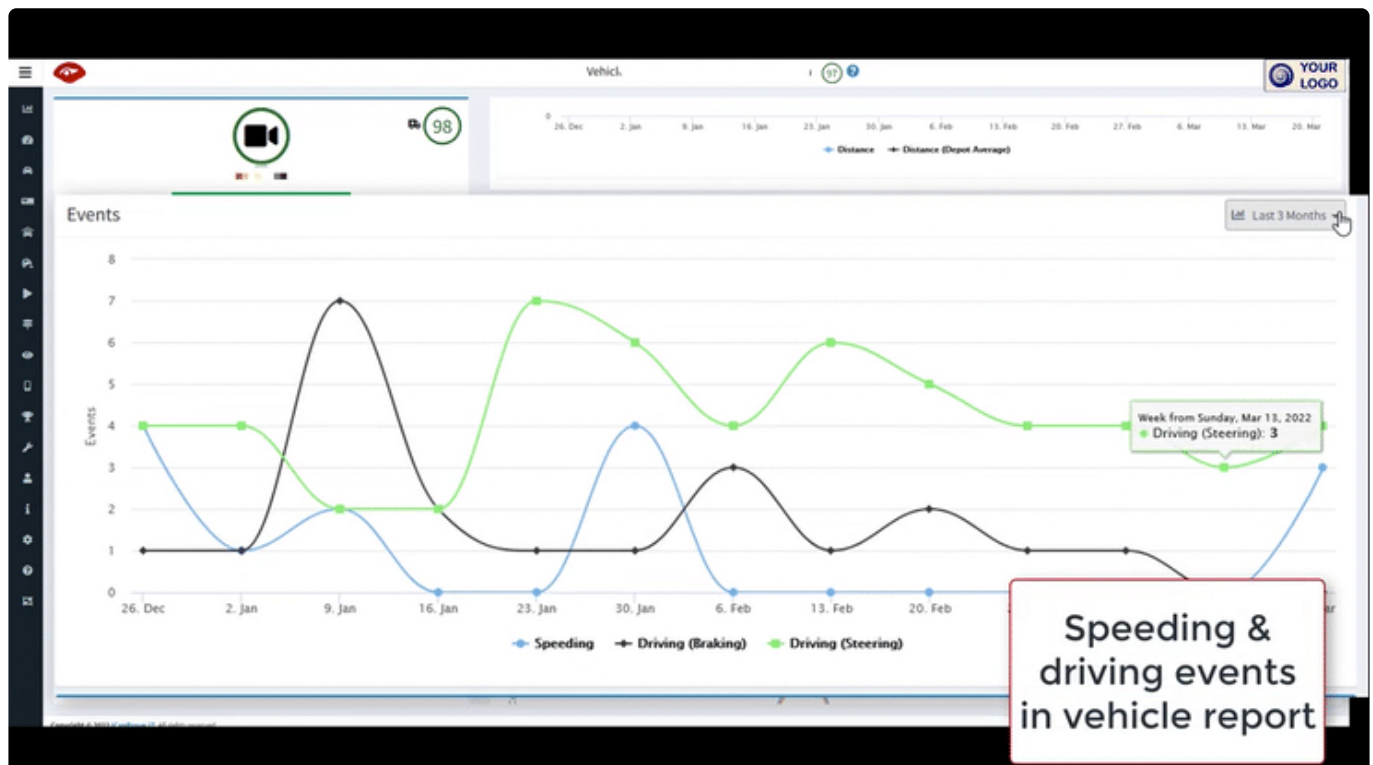 Vehicl.
97
YOUR
LOGO
98
0
26. Dec 2. Jan 9. Jan 16. Jan 23. Jan 30. Jan 6. Feb 13. Feb 20. Feb 27. Feb 6. Mar 13. Mar 20. Mar
Distance Distance (Depot Average)
Events
Last 3 Months
8
7
6
5
4
3
2
1
0
Events
Week from Sunday, Mar 13, 2022
Driving (Steering): 3
26. Dec 2. Jan 9. Jan 16. Jan 23. Jan 30. Jan 6. Feb 13. Feb 20. Feb
Speeding Driving (Braking) Driving (Steering)
Speeding &
driving events
in vehicle report